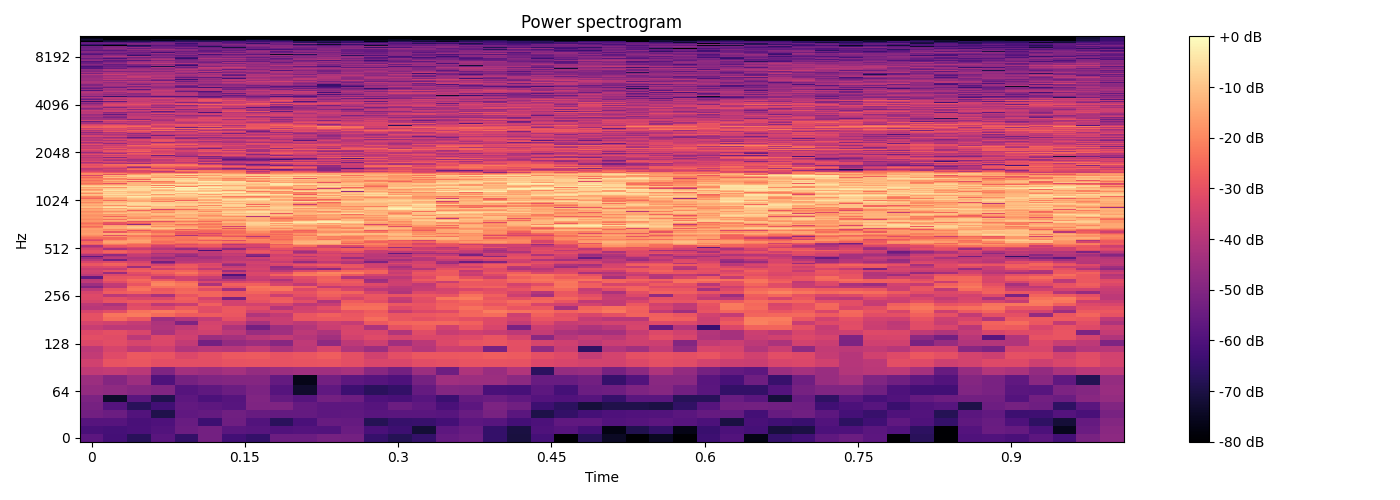 Power spectrogram
Hz
8192
4096
2048
1024
512
256
128
64
0
0 0.15 0.3 0.45 0.6 0.75 0.9
Time
+0 dB
-10 dB
-20 dB
-30 dB
-40 dB
-50 dB
-60 dB
-70 dB
-80 dB